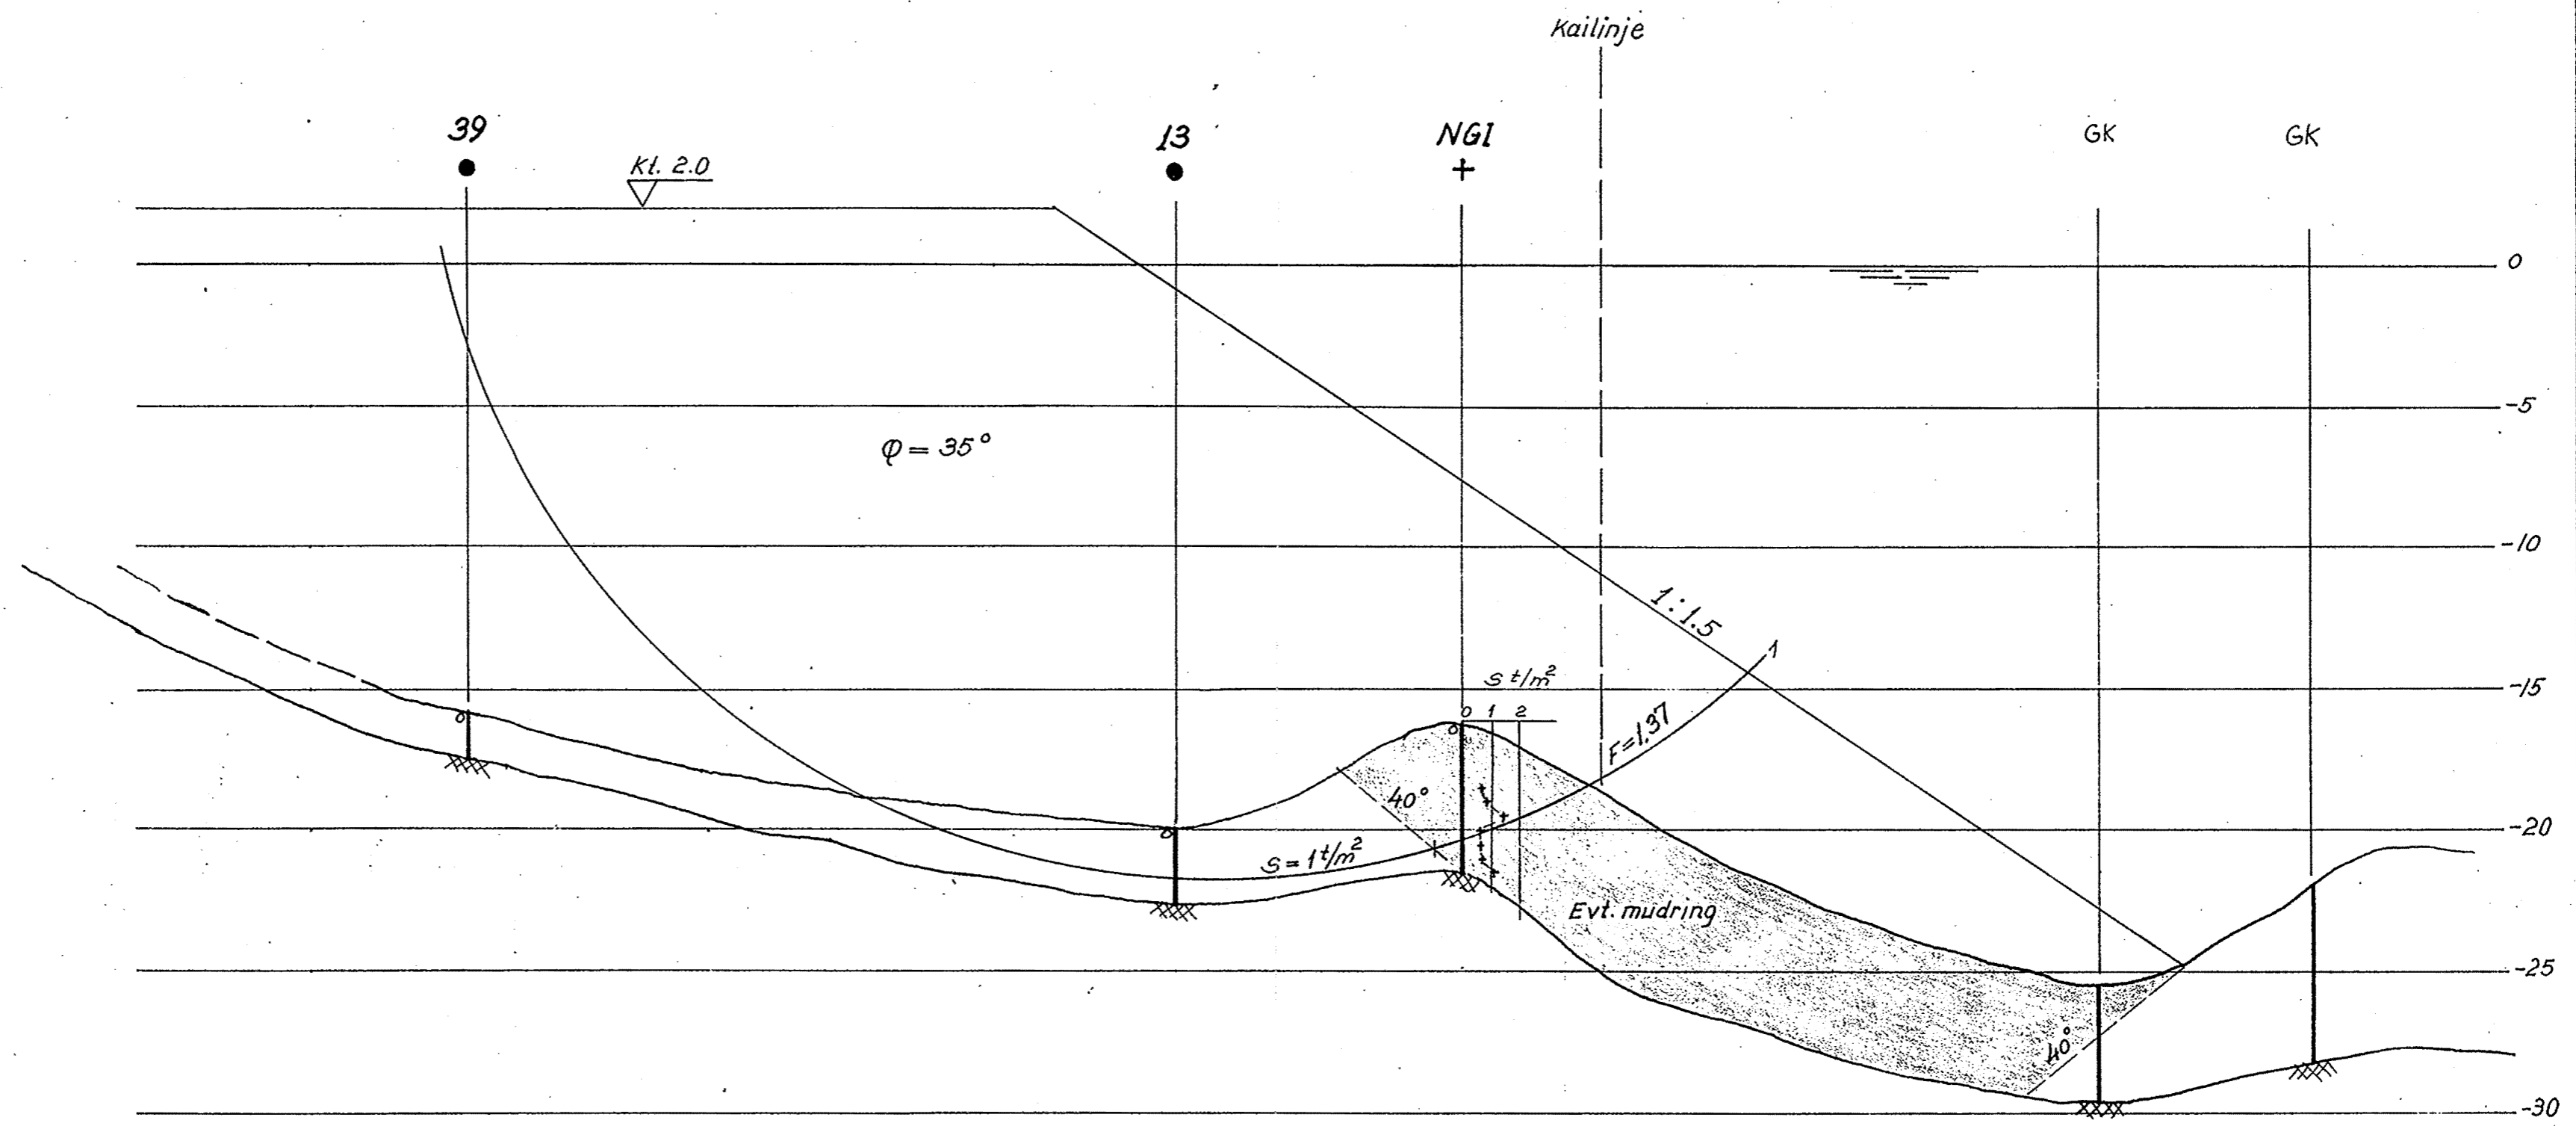 Kailinje
39
13
NGI
GK
GK
Kt. 2.0
0
-5
φ = 35°
-10
1:1.5
1
S t/m²
-15
0 1 2
F=1,37
40°
-20
S = 1 t/m²
Evt. mudring
-25
40°
-30